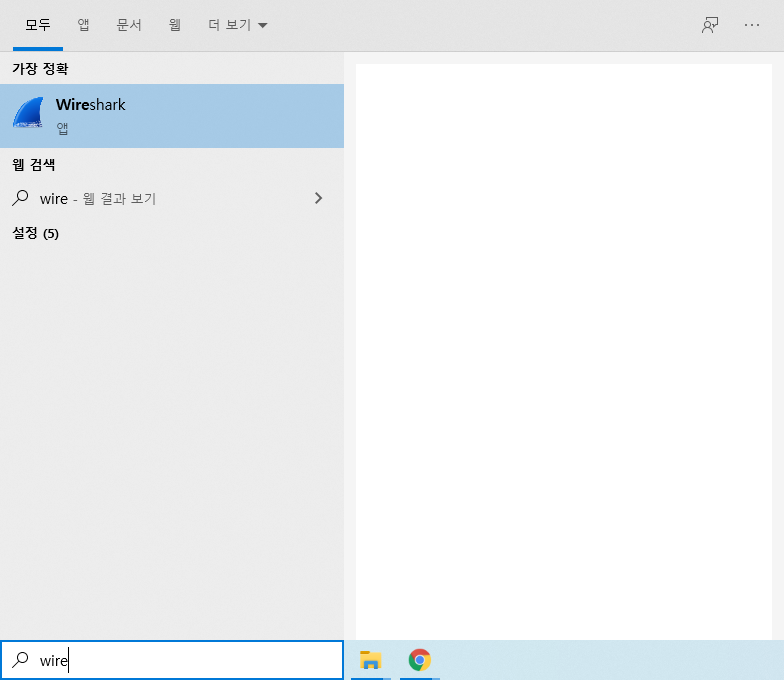 모두 앱 문서 웹 더 보기
가장 정확
Wireshark
앱
웹 검색
wire - 웹 결과 보기
설정 (5)
wire